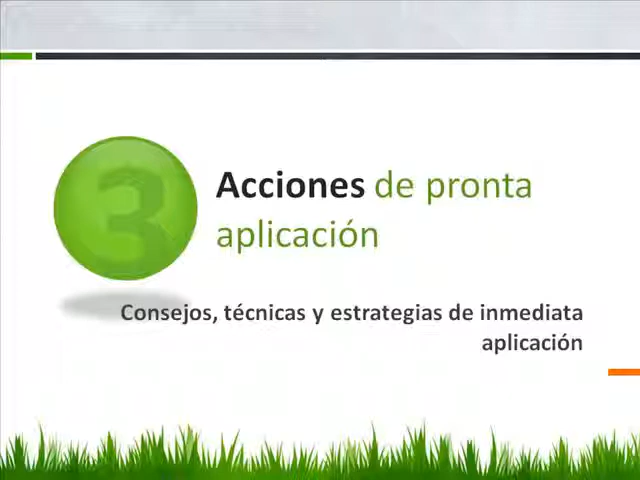 3
Acciones de pronta
aplicación
Consejos, técnicas y estrategias de inmediata
aplicación